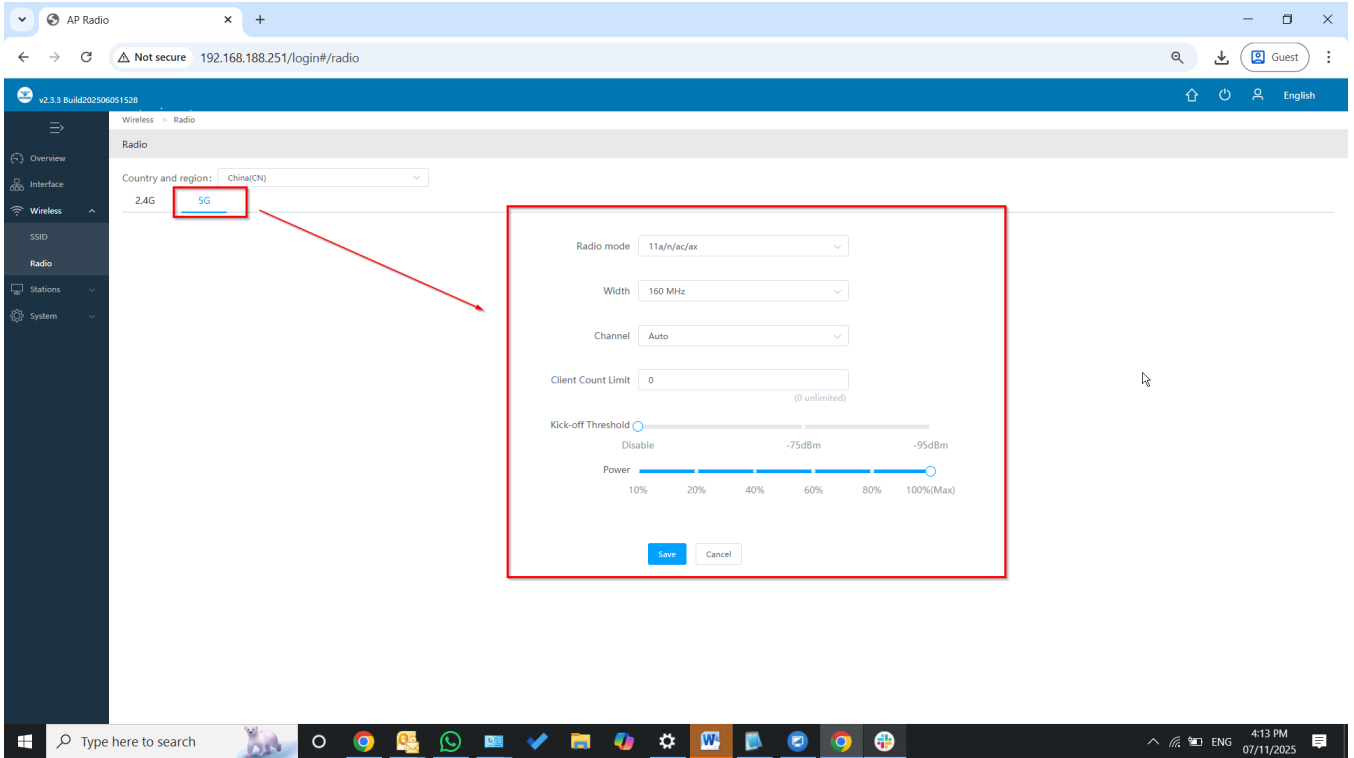 AP Radio
Not secure 192.168.188.251/login#/radio
Guest
v2.3.3 Build202506051528
English
Wireless > Radio
Radio
Overview
Interface
Wireless
SSID
Radio
Stations
System
Country and region: China(CN)
2.4G 5G
Radio mode 11a/n/ac/ax
Width 160 MHz
Channel Auto
Client Count Limit 0
(0 unlimited)
Kick-off Threshold
Disable -75dBm -95dBm
Power
10% 20% 40% 60% 80% 100%(Max)
Save Cancel
Type here to search
ENG
4:13 PM
07/11/2025